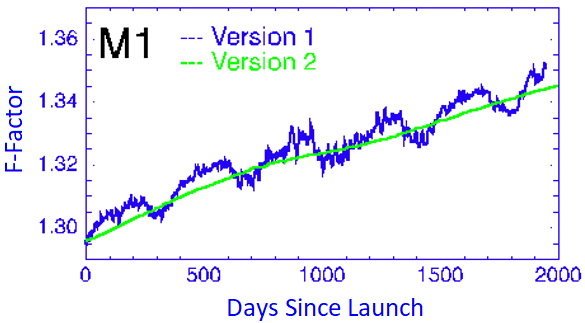 M1
--- Version 1
--- Version 2
F-Factor
1.36
1.34
1.32
1.30
0 500 1000 1500 2000
Days Since Launch